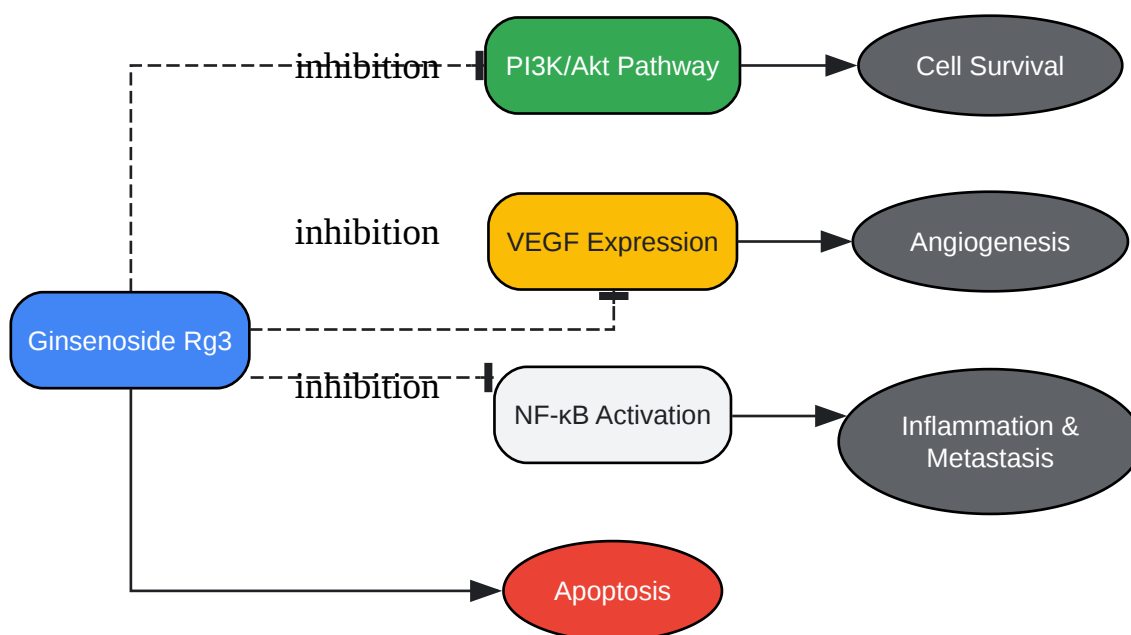 inhibition
PI3K/Akt Pathway
Cell Survival
inhibition
VEGF Expression
Angiogenesis
Ginsenoside Rg3
inhibition
NF-κB Activation
Inflammation &
Metastasis
Apoptosis